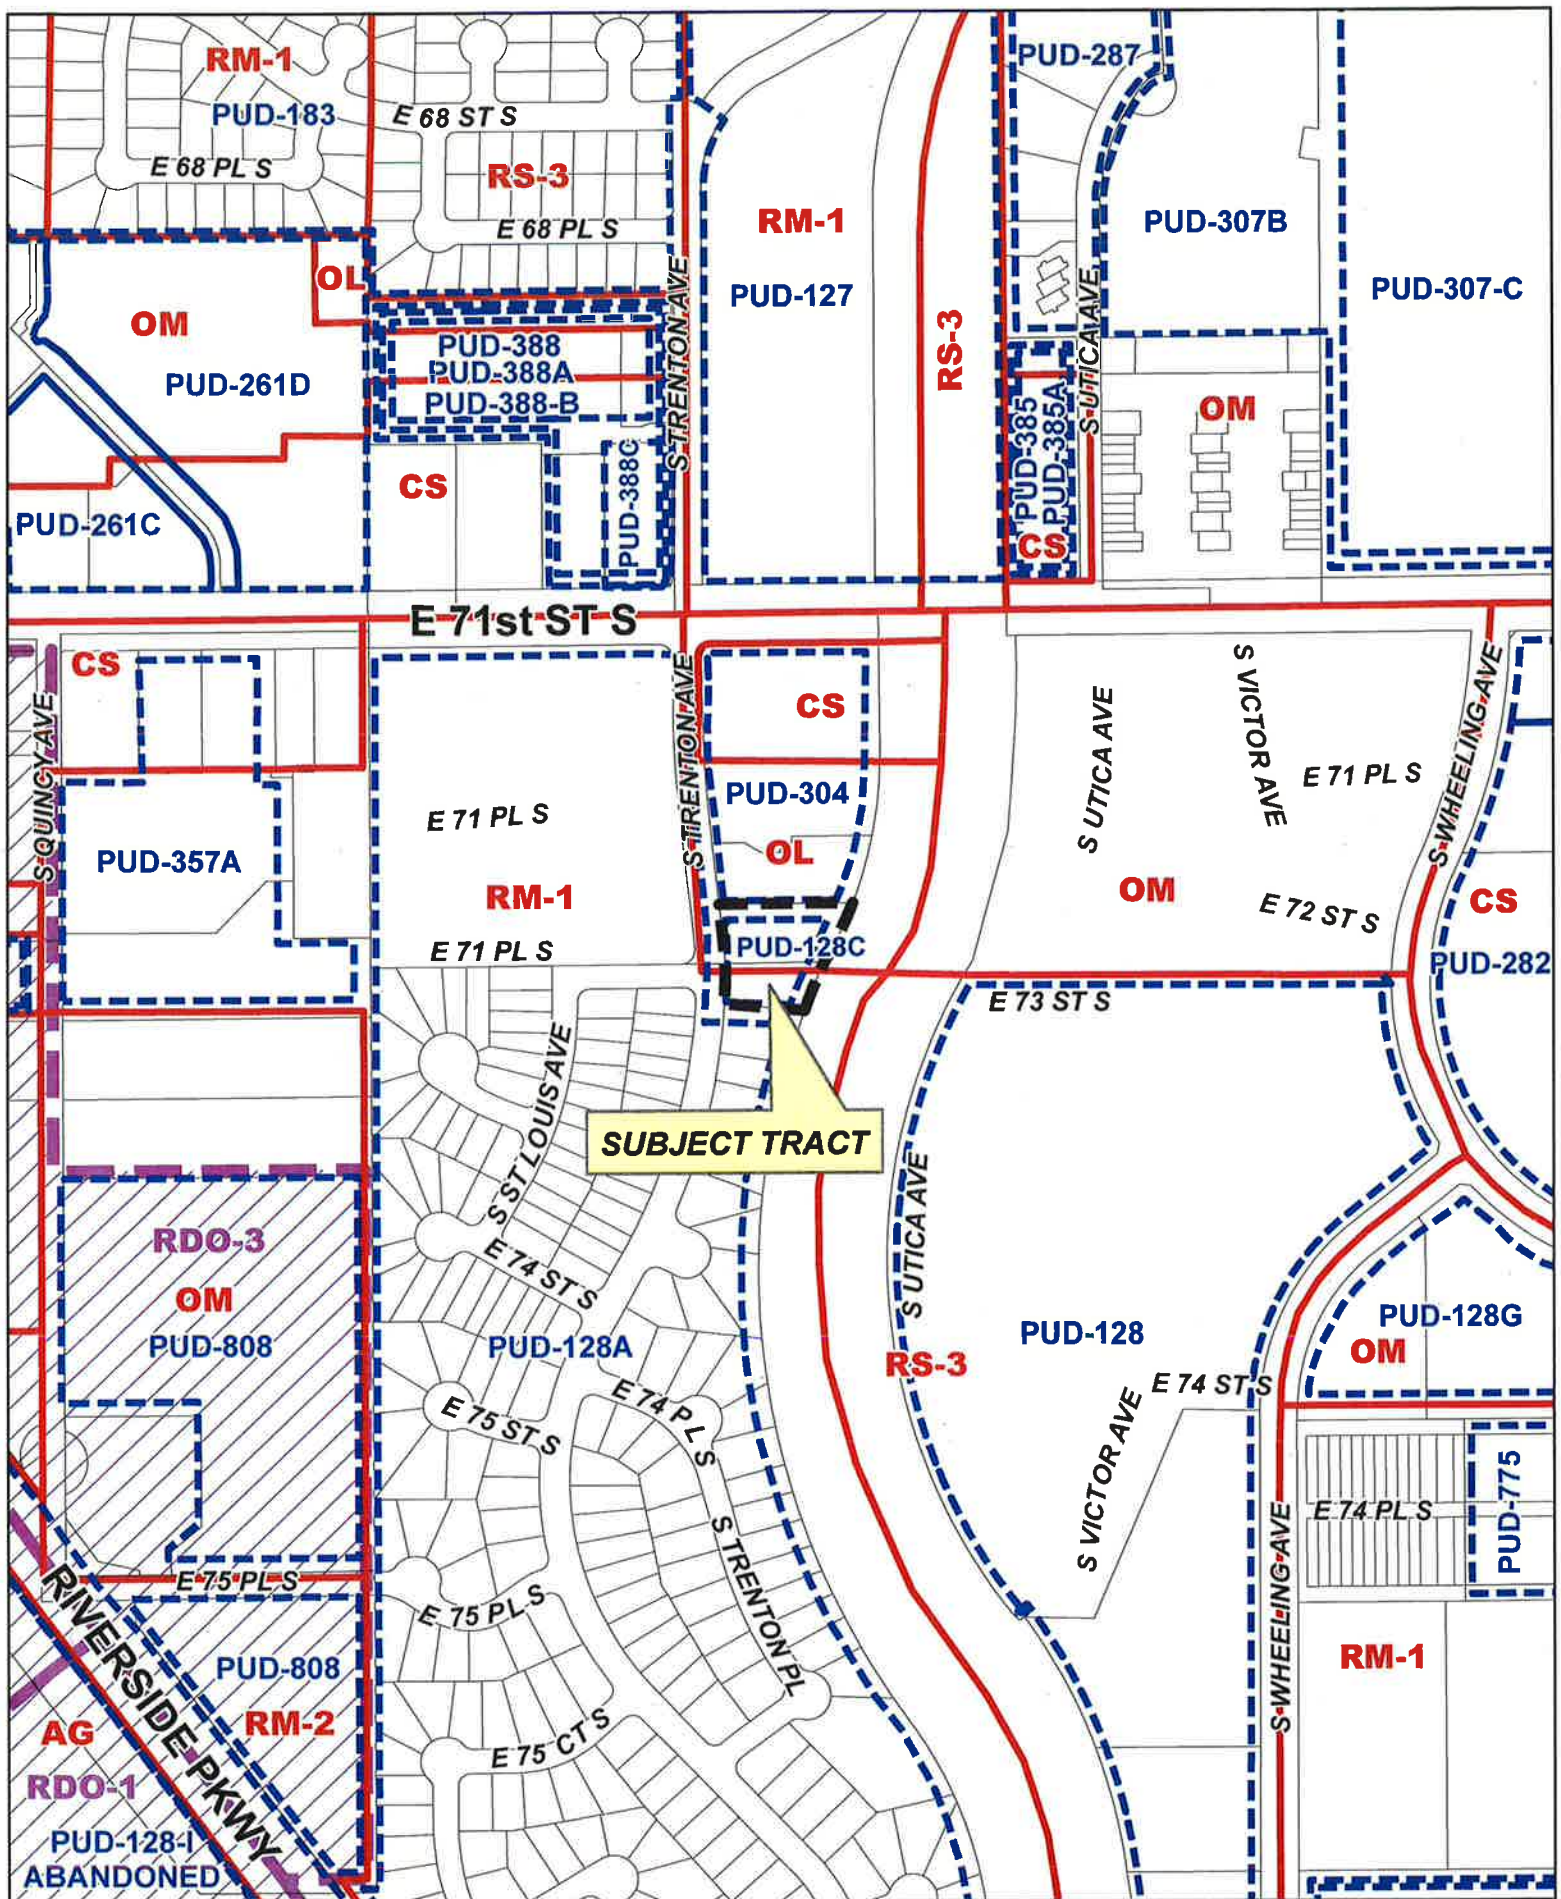 RM-1
PUD-183
E 68 ST S
E 68 PL S
RS-3
E 68 PL S
S TRENTON AVE
RM-1
PUD-127
RS-3
PUD-287
S UTICA AVE
PUD-307B
PUD-307-C
OL
OM
PUD-261D
PUD-388
PUD-388A
PUD-388-B
PUD-385
PUD-385A
OM
CS
PUD-388C
PUD-261C
CS
E 71st ST S
CS
S QUINCY AVE
PUD-357A
E 71 PL S
RM-1
E 71 PL S
S TRENTON AVE
CS
PUD-304
OL
PUD-128C
S UTICA AVE
S VICTOR AVE
E 71 PL S
OM
E 72 ST S
S WHEELING AVE
CS
PUD-282
E 73 ST S
SUBJECT TRACT
S ST LOUIS AVE
E 74 ST S
S UTICA AVE
RDO-3
OM
PUD-808
PUD-128A
RS-3
PUD-128
PUD-128G
OM
E 74 ST S
E 74 PL S
E 75 ST S
S VICTOR AVE
S TRENTON PL
S WHEELING AVE
E 74 PL S
PUD-775
E 75 PL S
E 75 PL S
RIVERSIDE PKWY
PUD-808
RM-2
RM-1
AG
RDO-1
E 75 CT S
PUD-128-I
ABANDONED